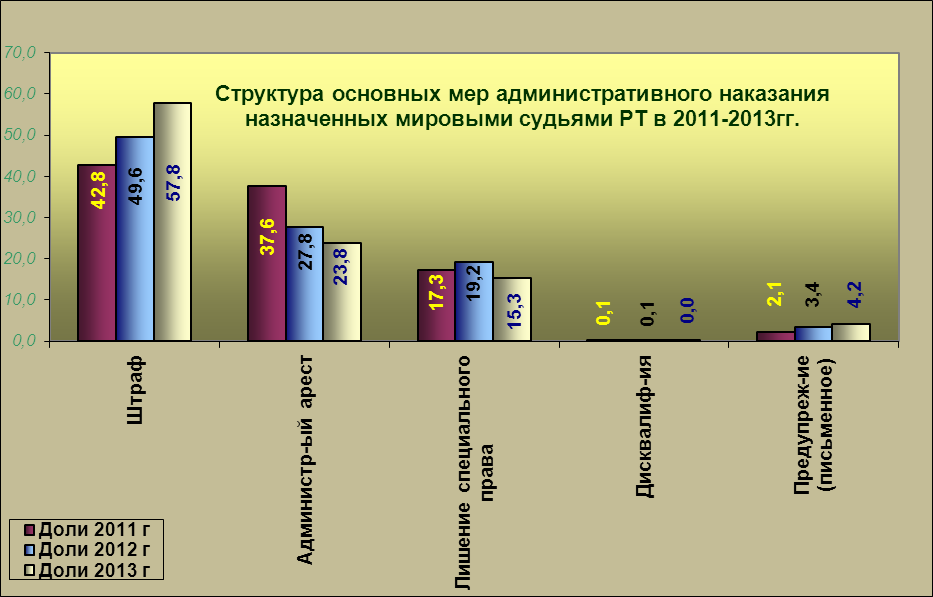 Структура основных мер административного наказания
назначенных мировыми судьями РТ в 2011-2013гг.
70,0
60,0
50,0
40,0
30,0
20,0
10,0
0,0
42,8
49,6
57,8
37,6
27,8
23,8
17,3
19,2
15,3
0,1
0,1
0,0
2,1
3,4
4,2
Штраф
Администр-ый арест
Лишение специального
права
Дисквалиф-ия
Предупреж-ие
(письменное)
Доли 2011 г
Доли 2012 г
Доли 2013 г